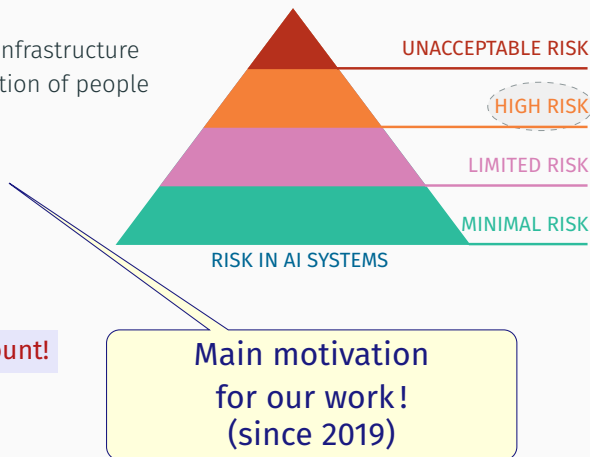 nfrastructure
tion of people
UNACCEPTABLE RISK
HIGH RISK
LIMITED RISK
MINIMAL RISK
RISK IN AI SYSTEMS
unt!
Main motivation
for our work!
(since 2019)